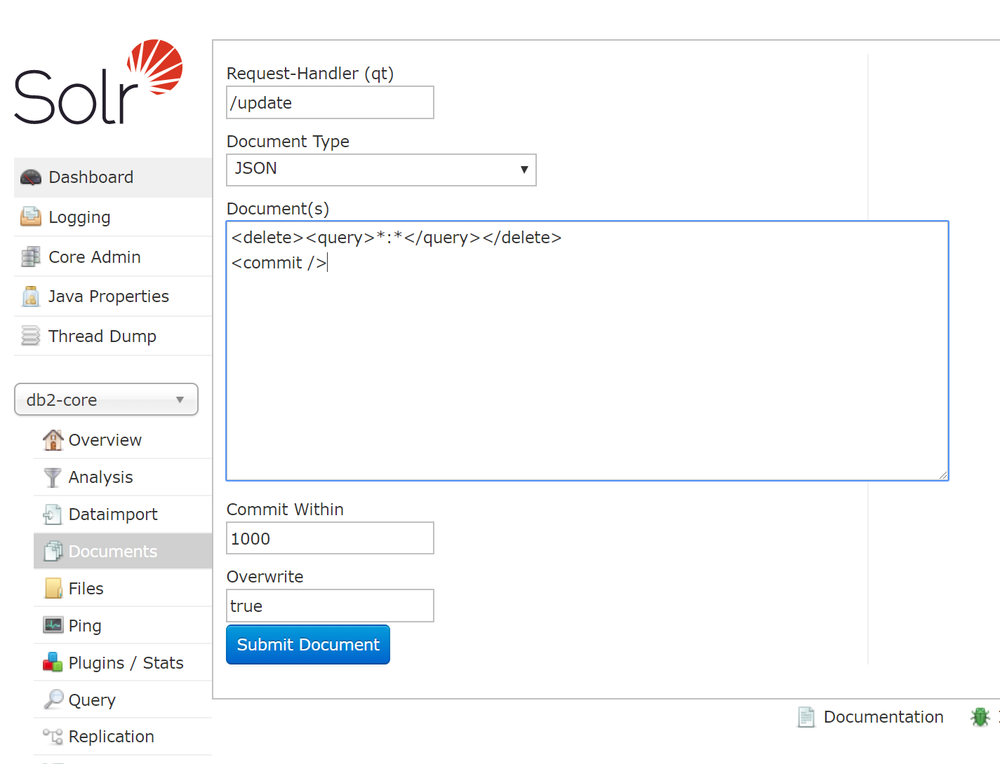 Solr
Dashboard
Logging
Core Admin
Java Properties
Thread Dump
db2-core
Overview
Analysis
Dataimport
Documents
Files
Ping
Plugins / Stats
Query
Replication
Request-Handler (qt)
/update
Document Type
JSON
Document(s)
<delete><query>*:*</query></delete>
<commit />
Commit Within
1000
Overwrite
true
Submit Document
Documentation